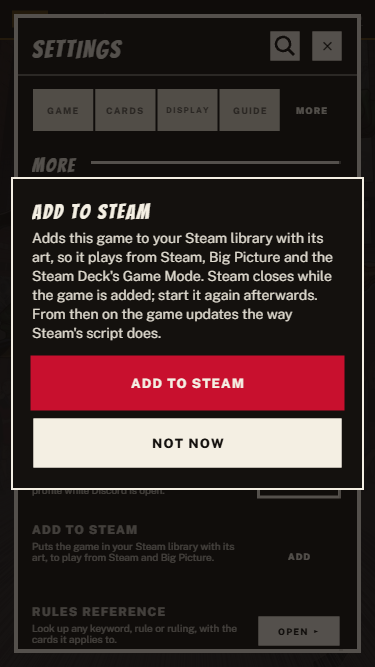 SETTINGS
×
GAME
CARDS
DISPLAY
GUIDE
MORE
MORE
ADD TO STEAM
Adds this game to your Steam library with its
art, so it plays from Steam, Big Picture and the
Steam Deck's Game Mode. Steam closes while
the game is added; start it again afterwards.
From then on the game updates the way
Steam's script does.
ADD TO STEAM
NOT NOW
profile while Discord is open.
ADD TO STEAM
Puts the game in your Steam library with its
art, to play from Steam and Big Picture.
ADD
RULES REFERENCE
Look up any keyword, rule or ruling, with the
cards it applies to.
OPEN